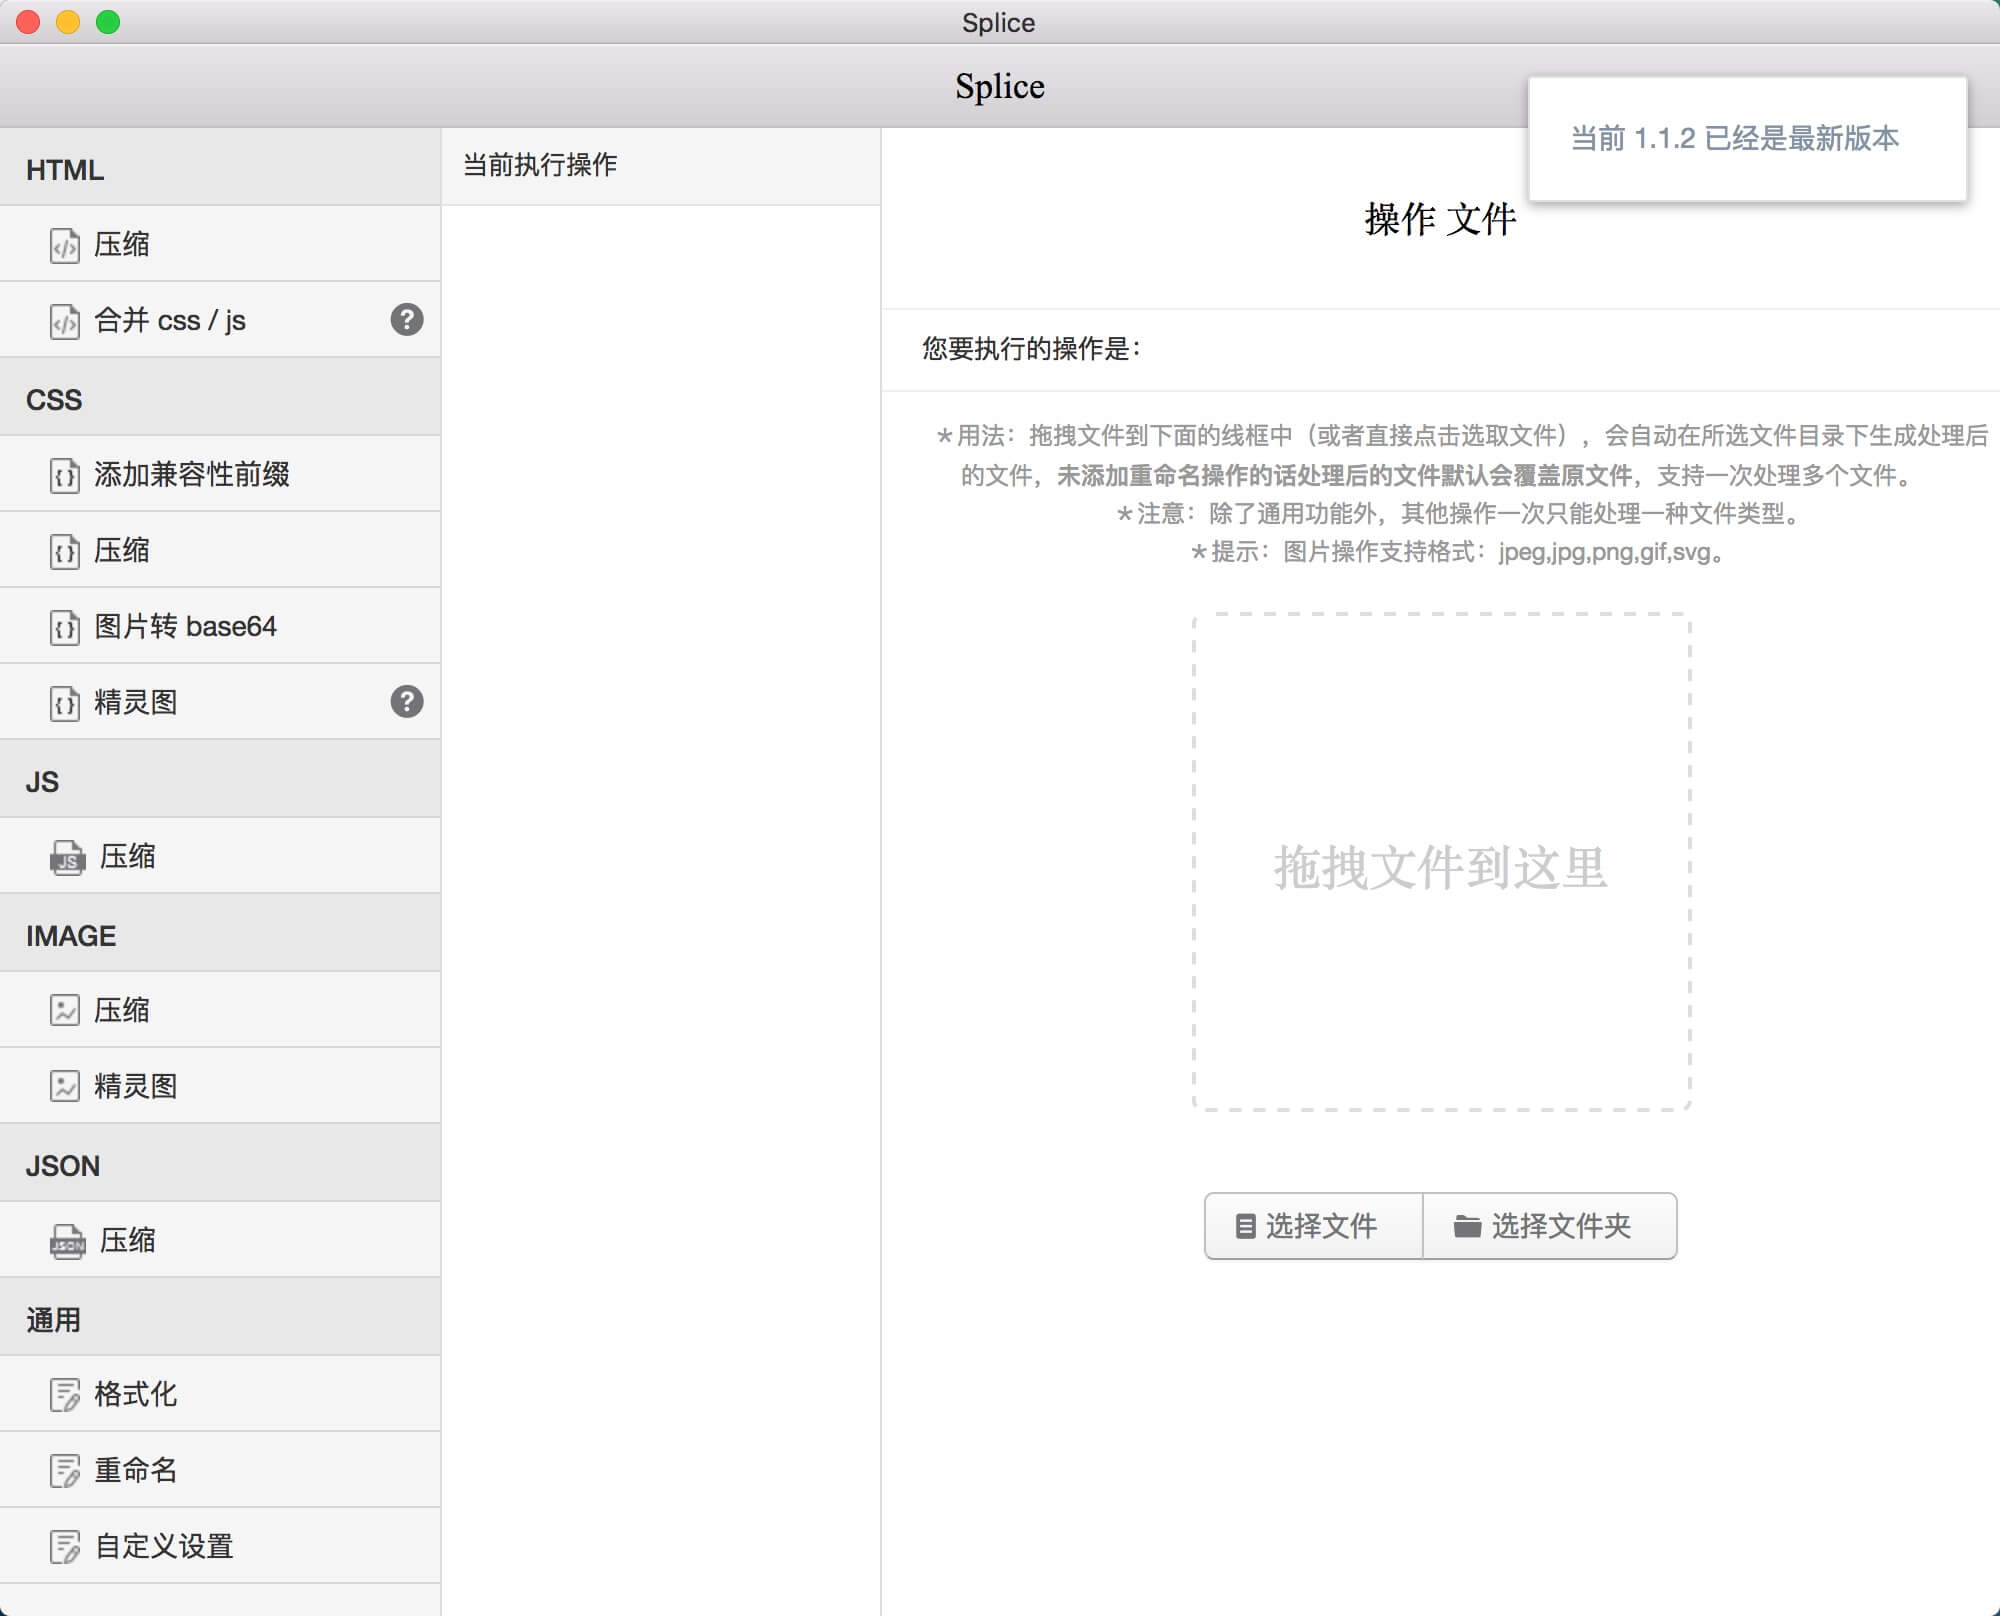 Splice
Splice
当前 1.1.2 已经是最新版本
HTML
压缩
合并 css / js
?
CSS
添加兼容性前缀
压缩
图片转 base64
精灵图
?
JS
JS
压缩
IMAGE
压缩
精灵图
JSON
JSON
压缩
通用
格式化
重命名
自定义设置
当前执行操作
操作 文件
您要执行的操作是：
*用法：拖拽文件到下面的线框中（或者直接点击选取文件），会自动在所选文件目录下生成处理后
的文件，未添加重命名操作的话处理后的文件默认会覆盖原文件，支持一次处理多个文件。
*注意：除了通用功能外，其他操作一次只能处理一种文件类型。
*提示：图片操作支持格式：jpeg,jpg,png,gif,svg。
拖拽文件到这里
选择文件
选择文件夹